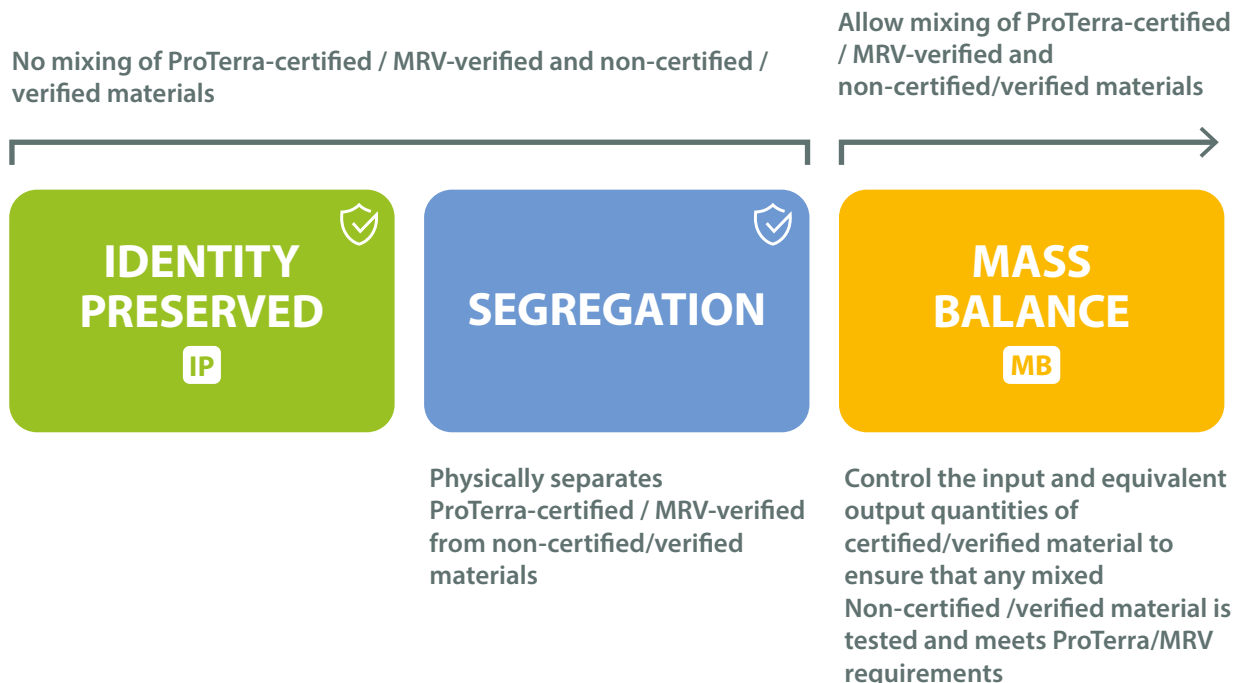 No mixing of ProTerra-certified / MRV-verified and non-certified /
verified materials
Allow mixing of ProTerra-certified
/ MRV-verified and
non-certified/verified materials
IDENTITY
PRESERVED
IP
SEGREGATION
MASS
BALANCE
MB
Physically separates
ProTerra-certified / MRV-verified
from non-certified/verified
materials
Control the input and equivalent
output quantities of
certified/verified material to
ensure that any mixed
Non-certified /verified material is
tested and meets ProTerra/MRV
requirements